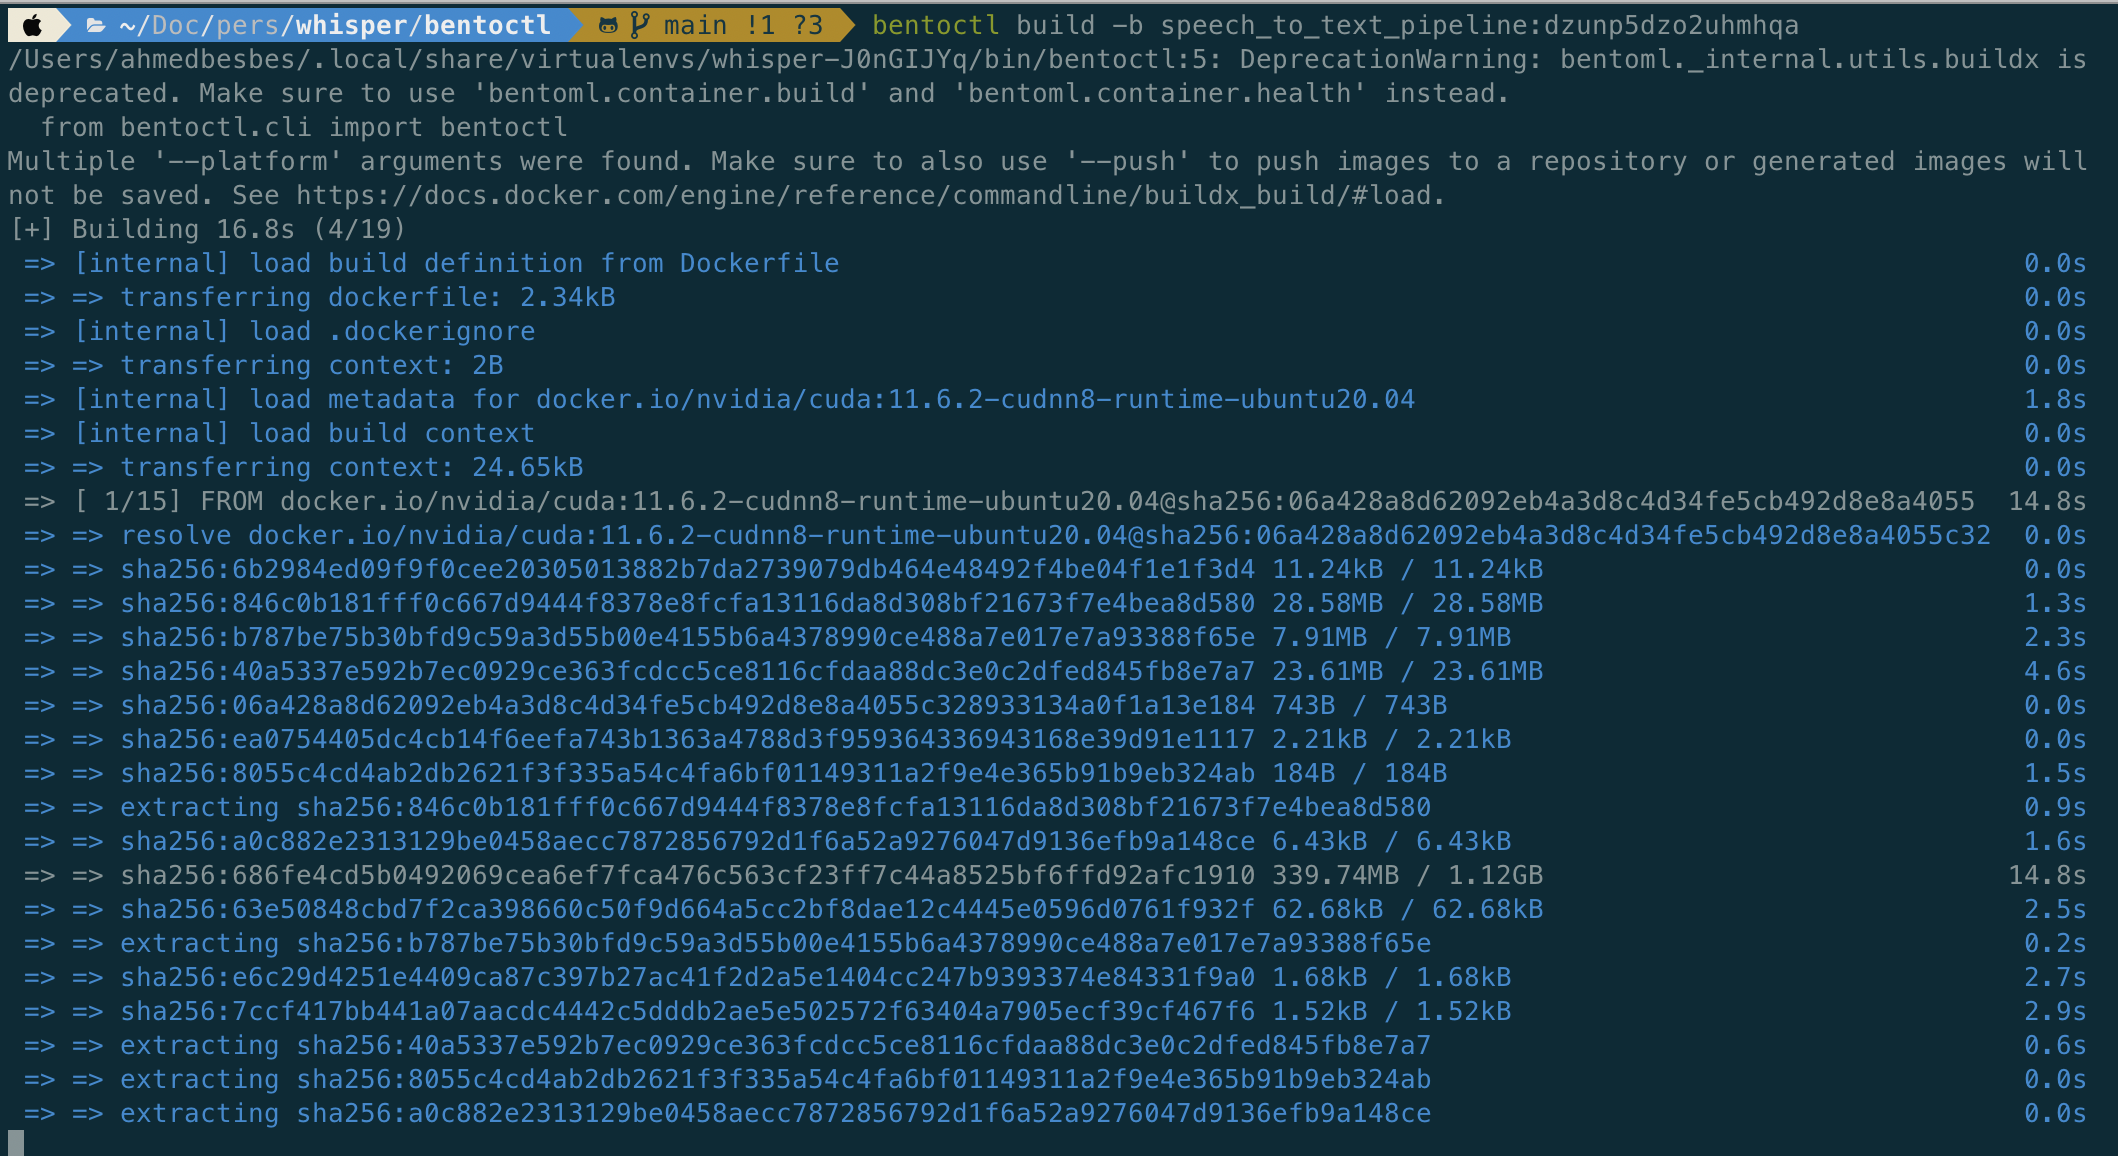 ~/Doc/pers/whisper/bentoctl main !1 ?3 bentoctl build -b speech_to_text_pipeline:dzunp5dzo2uhmhqa
/Users/ahmedbesbes/.local/share/virtualenvs/whisper-J0nGIJYq/bin/bentoctl:5: DeprecationWarning: bentoml._internal.utils.buildx is
deprecated. Make sure to use 'bentoml.container.build' and 'bentoml.container.health' instead.
  from bentoctl.cli import bentoctl
Multiple '--platform' arguments were found. Make sure to also use '--push' to push images to a repository or generated images will
not be saved. See https://docs.docker.com/engine/reference/commandline/buildx_build/#load.
[+] Building 16.8s (4/19)
 => [internal] load build definition from Dockerfile 0.0s
 => => transferring dockerfile: 2.34kB 0.0s
 => [internal] load .dockerignore 0.0s
 => => transferring context: 2B 0.0s
 => [internal] load metadata for docker.io/nvidia/cuda:11.6.2-cudnn8-runtime-ubuntu20.04 1.8s
 => [internal] load build context 0.0s
 => => transferring context: 24.65kB 0.0s
 => [ 1/15] FROM docker.io/nvidia/cuda:11.6.2-cudnn8-runtime-ubuntu20.04@sha256:06a428a8d62092eb4a3d8c4d34fe5cb492d8e8a4055 14.8s
 => => resolve docker.io/nvidia/cuda:11.6.2-cudnn8-runtime-ubuntu20.04@sha256:06a428a8d62092eb4a3d8c4d34fe5cb492d8e8a4055c32 0.0s
 => => sha256:6b2984ed09f9f0cee20305013882b7da2739079db464e48492f4be04f1e1f3d4 11.24kB / 11.24kB 0.0s
 => => sha256:846c0b181fff0c667d9444f8378e8fcfa13116da8d308bf21673f7e4bea8d580 28.58MB / 28.58MB 1.3s
 => => sha256:b787be75b30bfd9c59a3d55b00e4155b6a4378990ce488a7e017e7a93388f65e 7.91MB / 7.91MB 2.3s
 => => sha256:40a5337e592b7ec0929ce363fcdcc5ce8116cfdaa88dc3e0c2dfed845fb8e7a7 23.61MB / 23.61MB 4.6s
 => => sha256:06a428a8d62092eb4a3d8c4d34fe5cb492d8e8a4055c328933134a0f1a13e184 743B / 743B 0.0s
 => => sha256:ea0754405dc4cb14f6eefa743b1363a4788d3f959364336943168e39d91e1117 2.21kB / 2.21kB 0.0s
 => => sha256:8055c4cd4ab2db2621f3f335a54c4fa6bf01149311a2f9e4e365b91b9eb324ab 184B / 184B 1.5s
 => => extracting sha256:846c0b181fff0c667d9444f8378e8fcfa13116da8d308bf21673f7e4bea8d580 0.9s
 => => sha256:a0c882e2313129be0458aecc7872856792d1f6a52a9276047d9136efb9a148ce 6.43kB / 6.43kB 1.6s
 => => sha256:686fe4cd5b0492069cea6ef7fca476c563cf23ff7c44a8525bf6ffd92afc1910 339.74MB / 1.12GB 14.8s
 => => sha256:63e50848cbd7f2ca398660c50f9d664a5cc2bf8dae12c4445e0596d0761f932f 62.68kB / 62.68kB 2.5s
 => => extracting sha256:b787be75b30bfd9c59a3d55b00e4155b6a4378990ce488a7e017e7a93388f65e 0.2s
 => => sha256:e6c29d4251e4409ca87c397b27ac41f2d2a5e1404cc247b9393374e84331f9a0 1.68kB / 1.68kB 2.7s
 => => sha256:7ccf417bb441a07aacdc4442c5dddb2ae5e502572f63404a7905ecf39cf467f6 1.52kB / 1.52kB 2.9s
 => => extracting sha256:40a5337e592b7ec0929ce363fcdcc5ce8116cfdaa88dc3e0c2dfed845fb8e7a7 0.6s
 => => extracting sha256:8055c4cd4ab2db2621f3f335a54c4fa6bf01149311a2f9e4e365b91b9eb324ab 0.0s
 => => extracting sha256:a0c882e2313129be0458aecc7872856792d1f6a52a9276047d9136efb9a148ce 0.0s